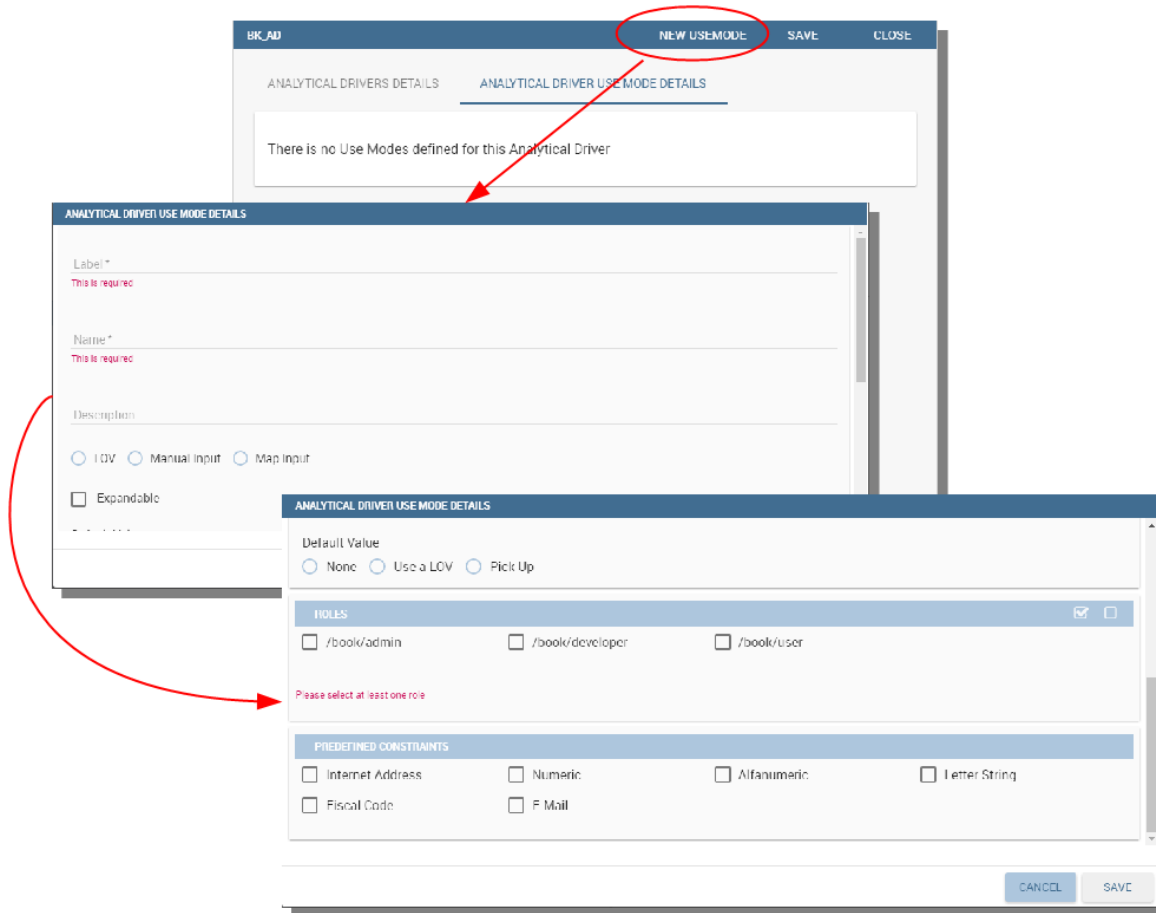 BK_AD NEW USEMODE SAVE CLOSE
ANALYTICAL DRIVERS DETAILS ANALYTICAL DRIVER USE MODE DETAILS
There is no Use Modes defined for this Analytical Driver
ANALYTICAL DRIVER USE MODE DETAILS
Label *
This is required
Name *
This is required
Description
LOV Manual Input Map Input
Expandable
ANALYTICAL DRIVER USE MODE DETAILS
Default Value
None Use a LOV Pick Up
ROLES
/book/admin /book/developer /book/user
Please select at least one role
PREDEFINED CONSTRAINTS
Internet Address Numeric Alfanumeric Letter String
Fiscal Code E Mail
CANCEL SAVE